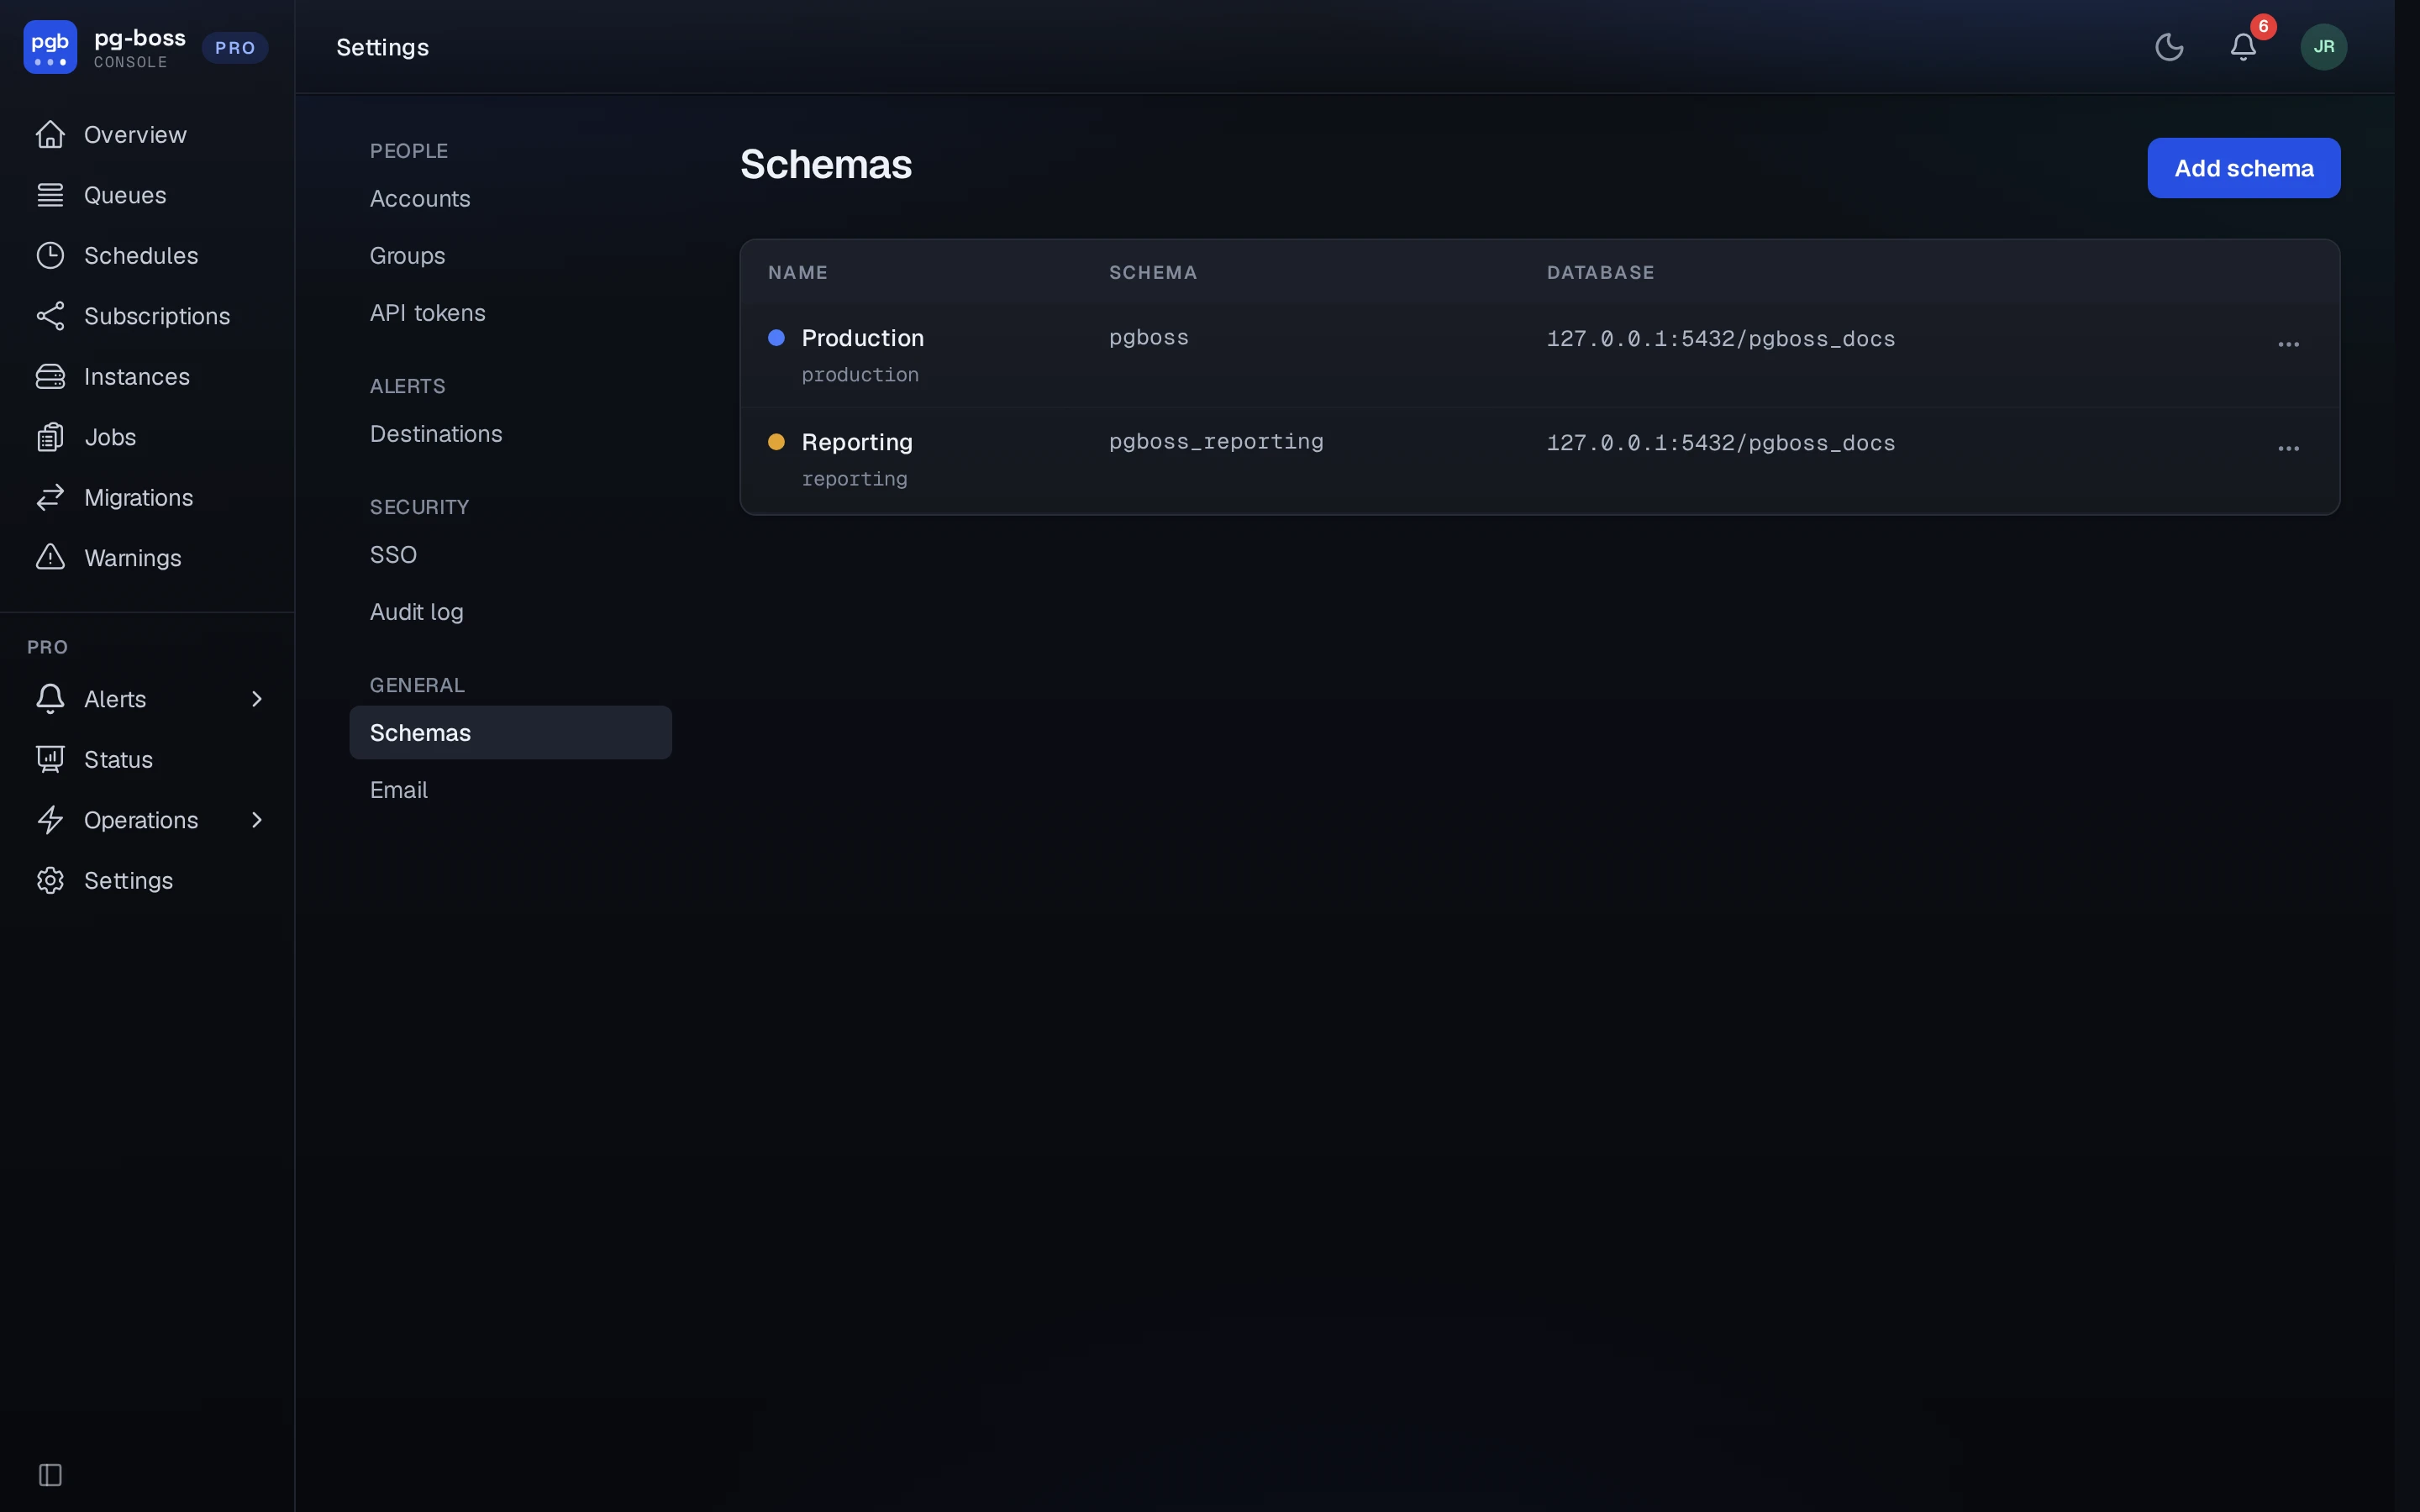 pgb
pg-boss
CONSOLE
PRO
Overview
Queues
Schedules
Subscriptions
Instances
Jobs
Migrations
Warnings
PRO
Alerts
Status
Operations
Settings
Settings
6
JR
PEOPLE
Accounts
Groups
API tokens
ALERTS
Destinations
SECURITY
SSO
Audit log
GENERAL
Schemas
Email
Schemas
Add schema
NAME SCHEMA DATABASE
Production pgboss 127.0.0.1:5432/pgboss_docs
production
Reporting pgboss_reporting 127.0.0.1:5432/pgboss_docs
reporting